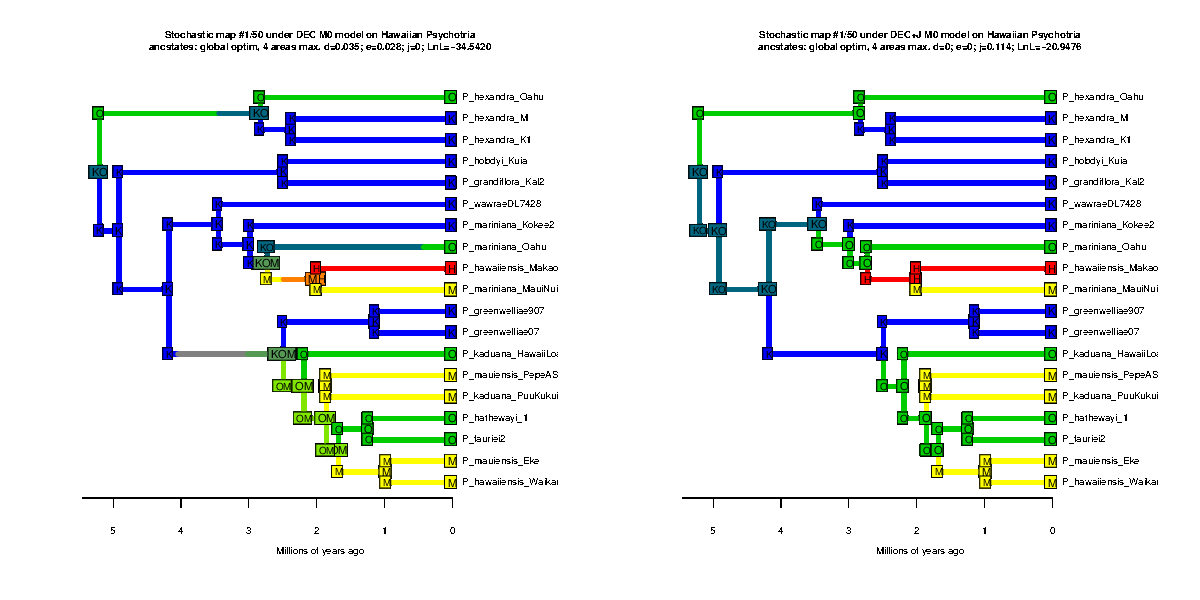 Stochastic map #1/50 under DEC M0 model on Hawaiian Psychotria
ancstates: global optim, 4 areas max. d=0.035; e=0.028; j=0; LnL=−34.5420
P_hexandra_Oahu
P_hexandra_M
P_hexandra_K1
P_hobdyi_Kuia
P_grandiflora_Kal2
P_wawraeDL7428
P_mariniana_Kokee2
P_mariniana_Oahu
P_hawaiiensis_Makao
P_mariniana_MauiNui
P_greenwelliae907
P_greenwelliae07
P_kaduana_HawaiiLoa
P_mauiensis_PepeAS
P_kaduana_PuuKukui
P_hathewayi_1
P_fauriei2
P_mauiensis_Eke
P_hawaiiensis_Waikar
5 4 3 2 1 0
Millions of years ago
Stochastic map #1/50 under DEC+J M0 model on Hawaiian Psychotria
ancstates: global optim, 4 areas max. d=0; e=0; j=0.114; LnL=−20.9476
P_hexandra_Oahu
P_hexandra_M
P_hexandra_K1
P_hobdyi_Kuia
P_grandiflora_Kal2
P_wawraeDL7428
P_mariniana_Kokee2
P_mariniana_Oahu
P_hawaiiensis_Makao
P_mariniana_MauiNui
P_greenwelliae907
P_greenwelliae07
P_kaduana_HawaiiLoa
P_mauiensis_PepeAS
P_kaduana_PuuKukui
P_hathewayi_1
P_fauriei2
P_mauiensis_Eke
P_hawaiiensis_Waikar
5 4 3 2 1 0
Millions of years ago